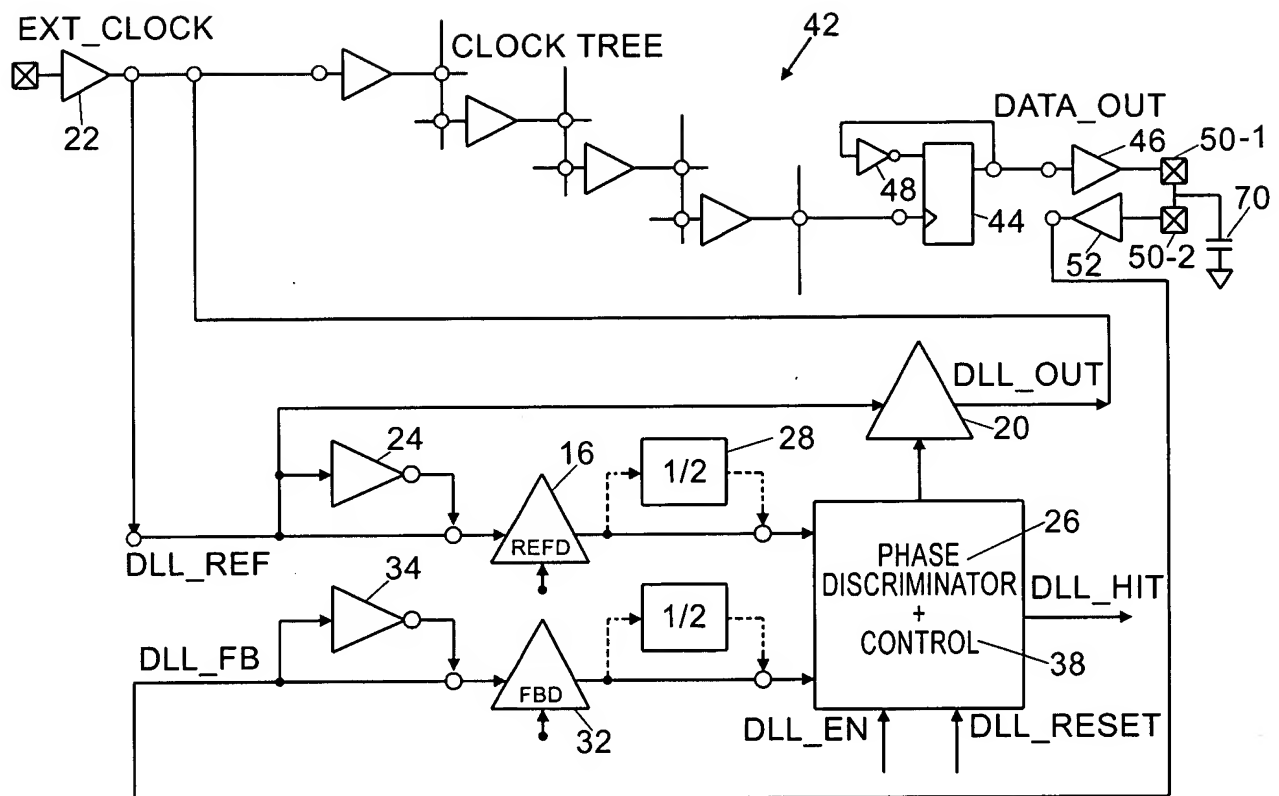 EXT_CLOCK
CLOCK TREE
42
22
DATA_OUT
46
50-1
48
44
52
50-2
70
DLL_OUT
20
24
16
28
1/2
REFD
DLL_REF
26
PHASE
DISCRIMINATOR
+
CONTROL
38
DLL_HIT
34
1/2
DLL_FB
FBD
32
DLL_EN
DLL_RESET